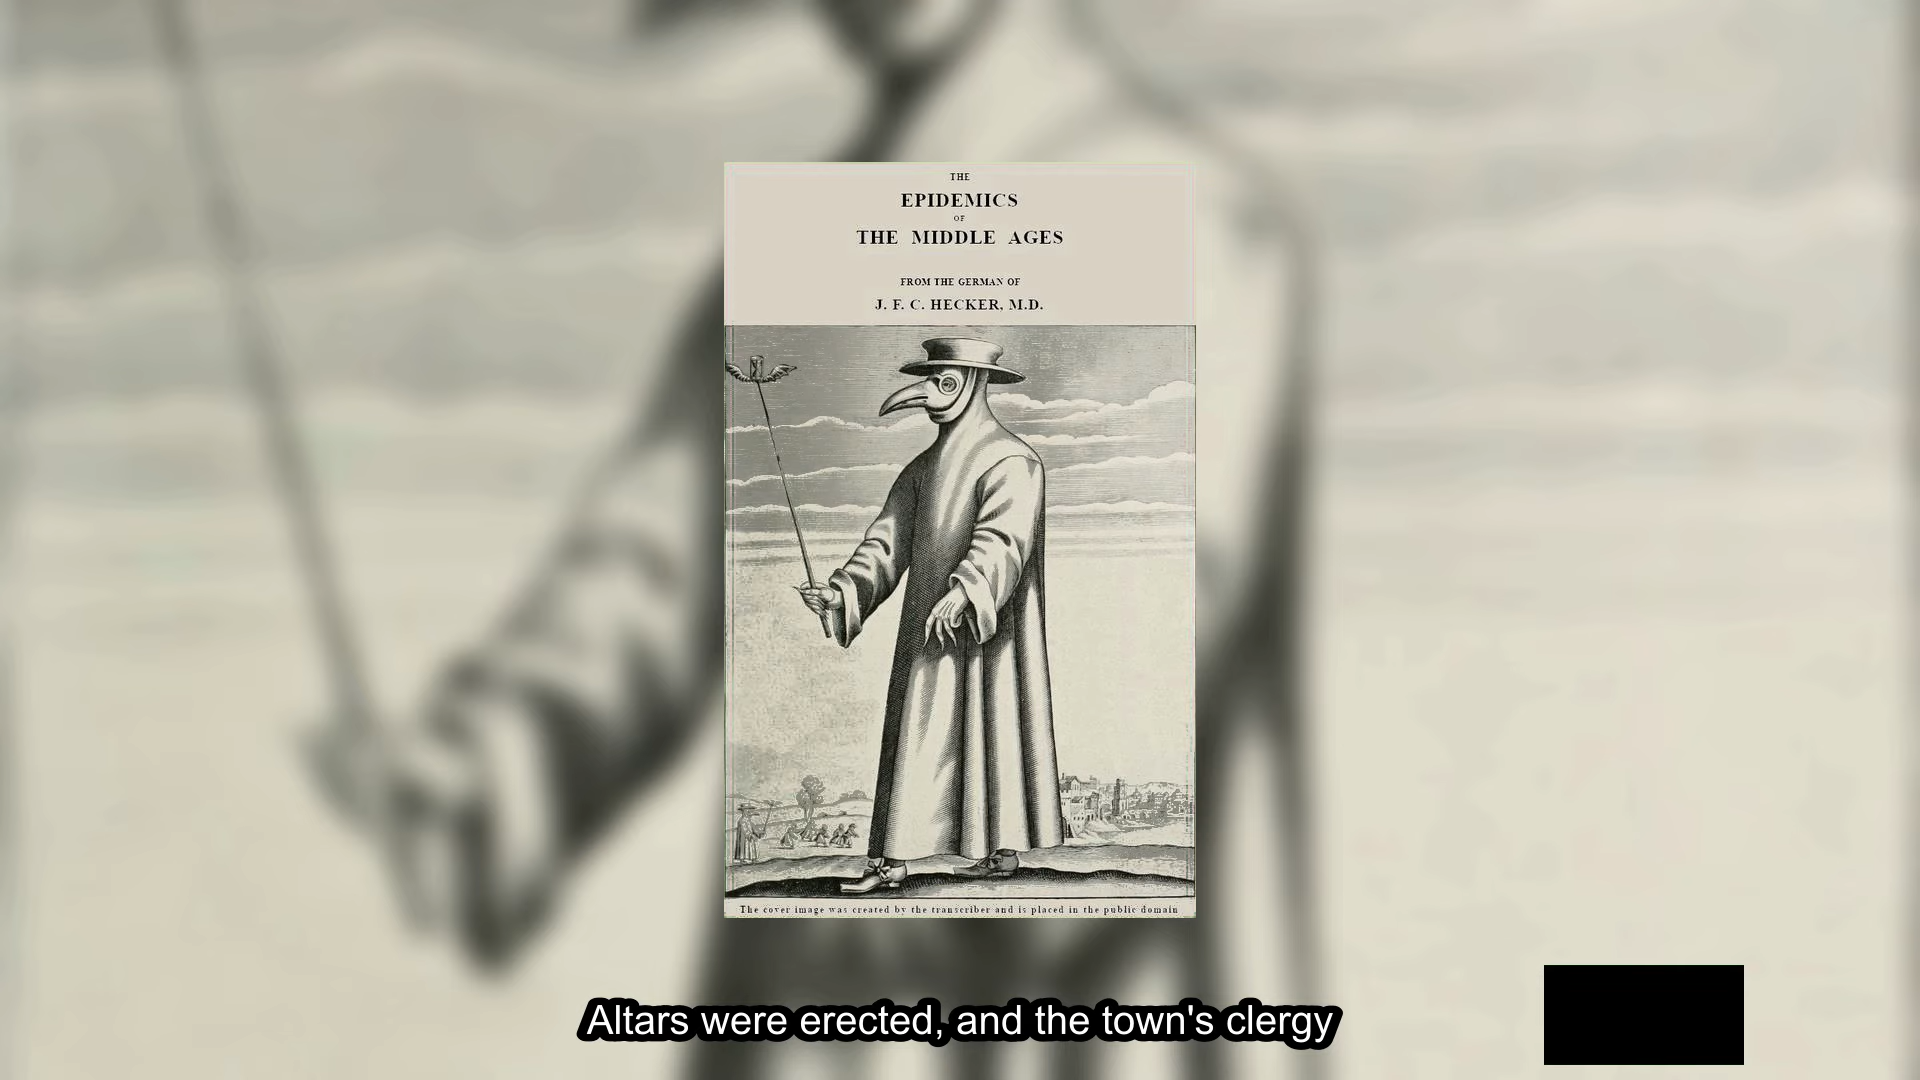 THE
EPIDEMICS
OF
THE MIDDLE AGES
FROM THE GERMAN OF
J. F. C. HECKER, M.D.
The cover image was created by the transcriber and is placed in the public domain
Altars were erected, and the town's clergy